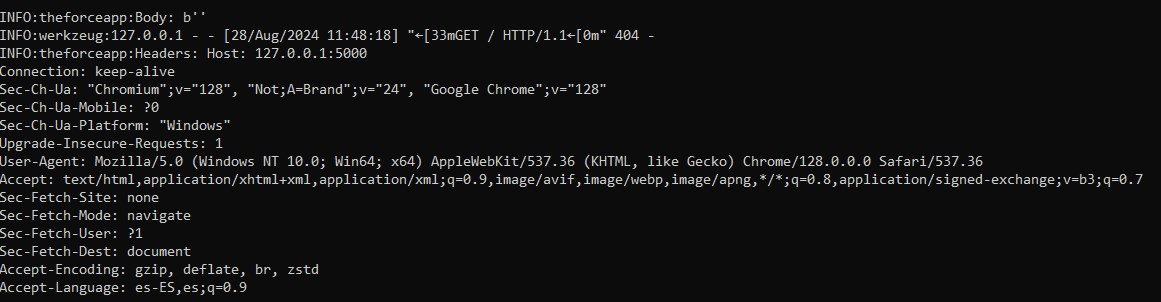 INFO:theforceapp:Body: b''
INFO:werkzeug:127.0.0.1 - - [28/Aug/2024 11:48:18] "←[33mGET / HTTP/1.1←[0m" 404 -
INFO:theforceapp:Headers: Host: 127.0.0.1:5000
Connection: keep-alive
Sec-Ch-Ua: "Chromium";v="128", "Not;A=Brand";v="24", "Google Chrome";v="128"
Sec-Ch-Ua-Mobile: ?0
Sec-Ch-Ua-Platform: "Windows"
Upgrade-Insecure-Requests: 1
User-Agent: Mozilla/5.0 (Windows NT 10.0; Win64; x64) AppleWebKit/537.36 (KHTML, like Gecko) Chrome/128.0.0.0 Safari/537.36
Accept: text/html,application/xhtml+xml,application/xml;q=0.9,image/avif,image/webp,image/apng,*/*;q=0.8,application/signed-exchange;v=b3;q=0.7
Sec-Fetch-Site: none
Sec-Fetch-Mode: navigate
Sec-Fetch-User: ?1
Sec-Fetch-Dest: document
Accept-Encoding: gzip, deflate, br, zstd
Accept-Language: es-ES,es;q=0.9